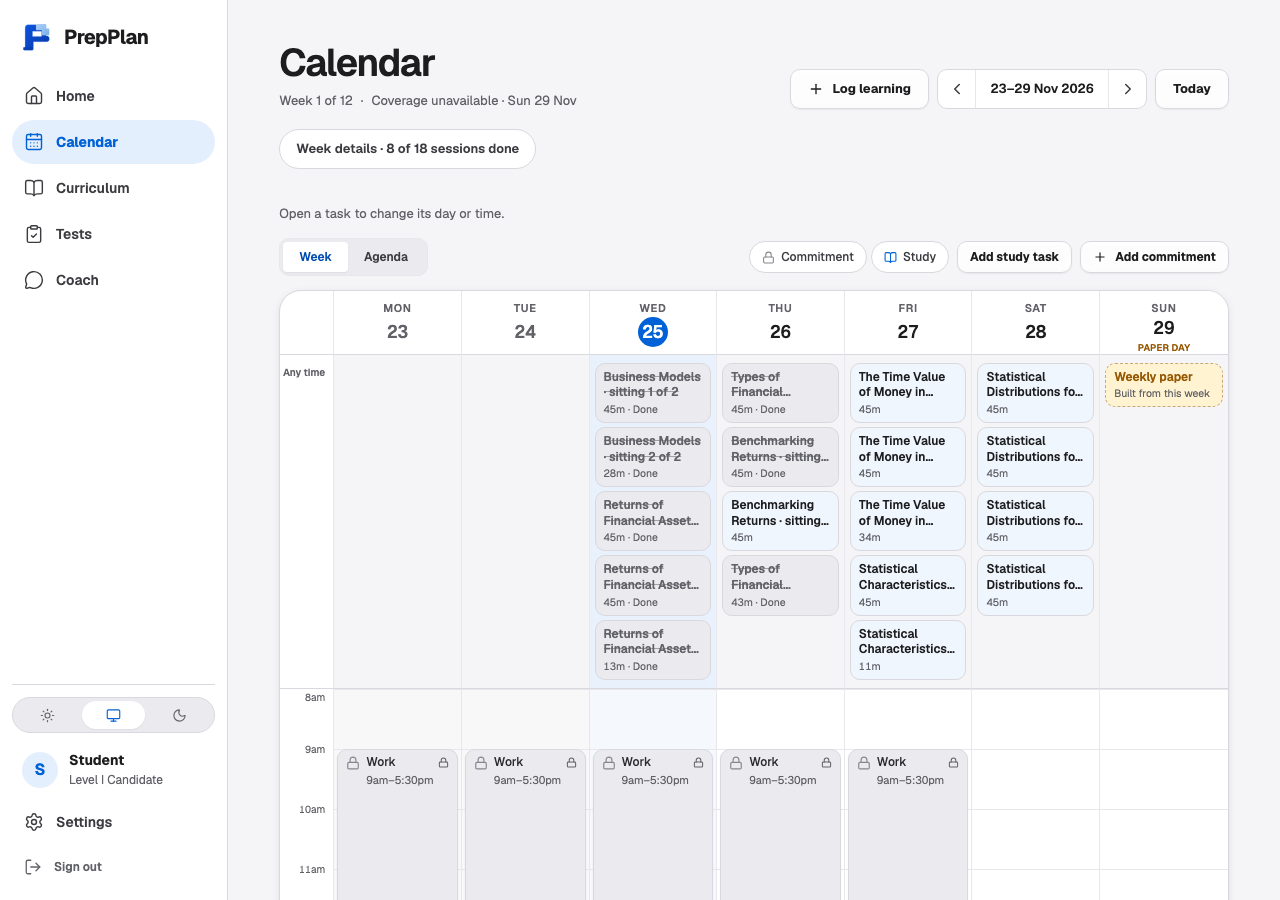 PrepPlan
Home
Calendar
Curriculum
Tests
Coach
S
Student
Level I Candidate
Settings
Sign out
Calendar
Week 1 of 12 · Coverage unavailable · Sun 29 Nov
Log learning
23–29 Nov 2026
Today
Week details · 8 of 18 sessions done
Open a task to change its day or time.
Week
Agenda
Commitment
Study
Add study task
Add commitment
MON
23
TUE
24
WED
25
THU
26
FRI
27
SAT
28
SUN
29
PAPER DAY
Any time
Business Models
· sitting 1 of 2
45m · Done
Business Models
· sitting 2 of 2
28m · Done
Returns of
Financial Asset…
45m · Done
Returns of
Financial Asset…
45m · Done
Returns of
Financial Asset…
13m · Done
Types of
Financial…
45m · Done
Benchmarking
Returns · sitting…
45m · Done
Benchmarking
Returns · sitting…
45m
Types of
Financial…
43m · Done
The Time Value
of Money in…
45m
The Time Value
of Money in…
45m
The Time Value
of Money in…
34m
Statistical
Characteristics…
45m
Statistical
Characteristics…
11m
Statistical
Distributions fo…
45m
Statistical
Distributions fo…
45m
Statistical
Distributions fo…
45m
Statistical
Distributions fo…
45m
Weekly paper
Built from this week
8am
9am
10am
11am
Work
9am–5:30pm
Work
9am–5:30pm
Work
9am–5:30pm
Work
9am–5:30pm
Work
9am–5:30pm